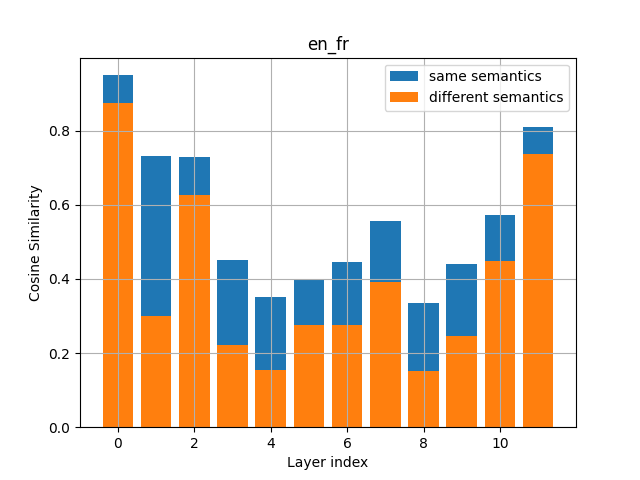 en_fr
same semantics
different semantics
Cosine Similarity
0.8
0.6
0.4
0.2
0.0
0 2 4 6 8 10
Layer index